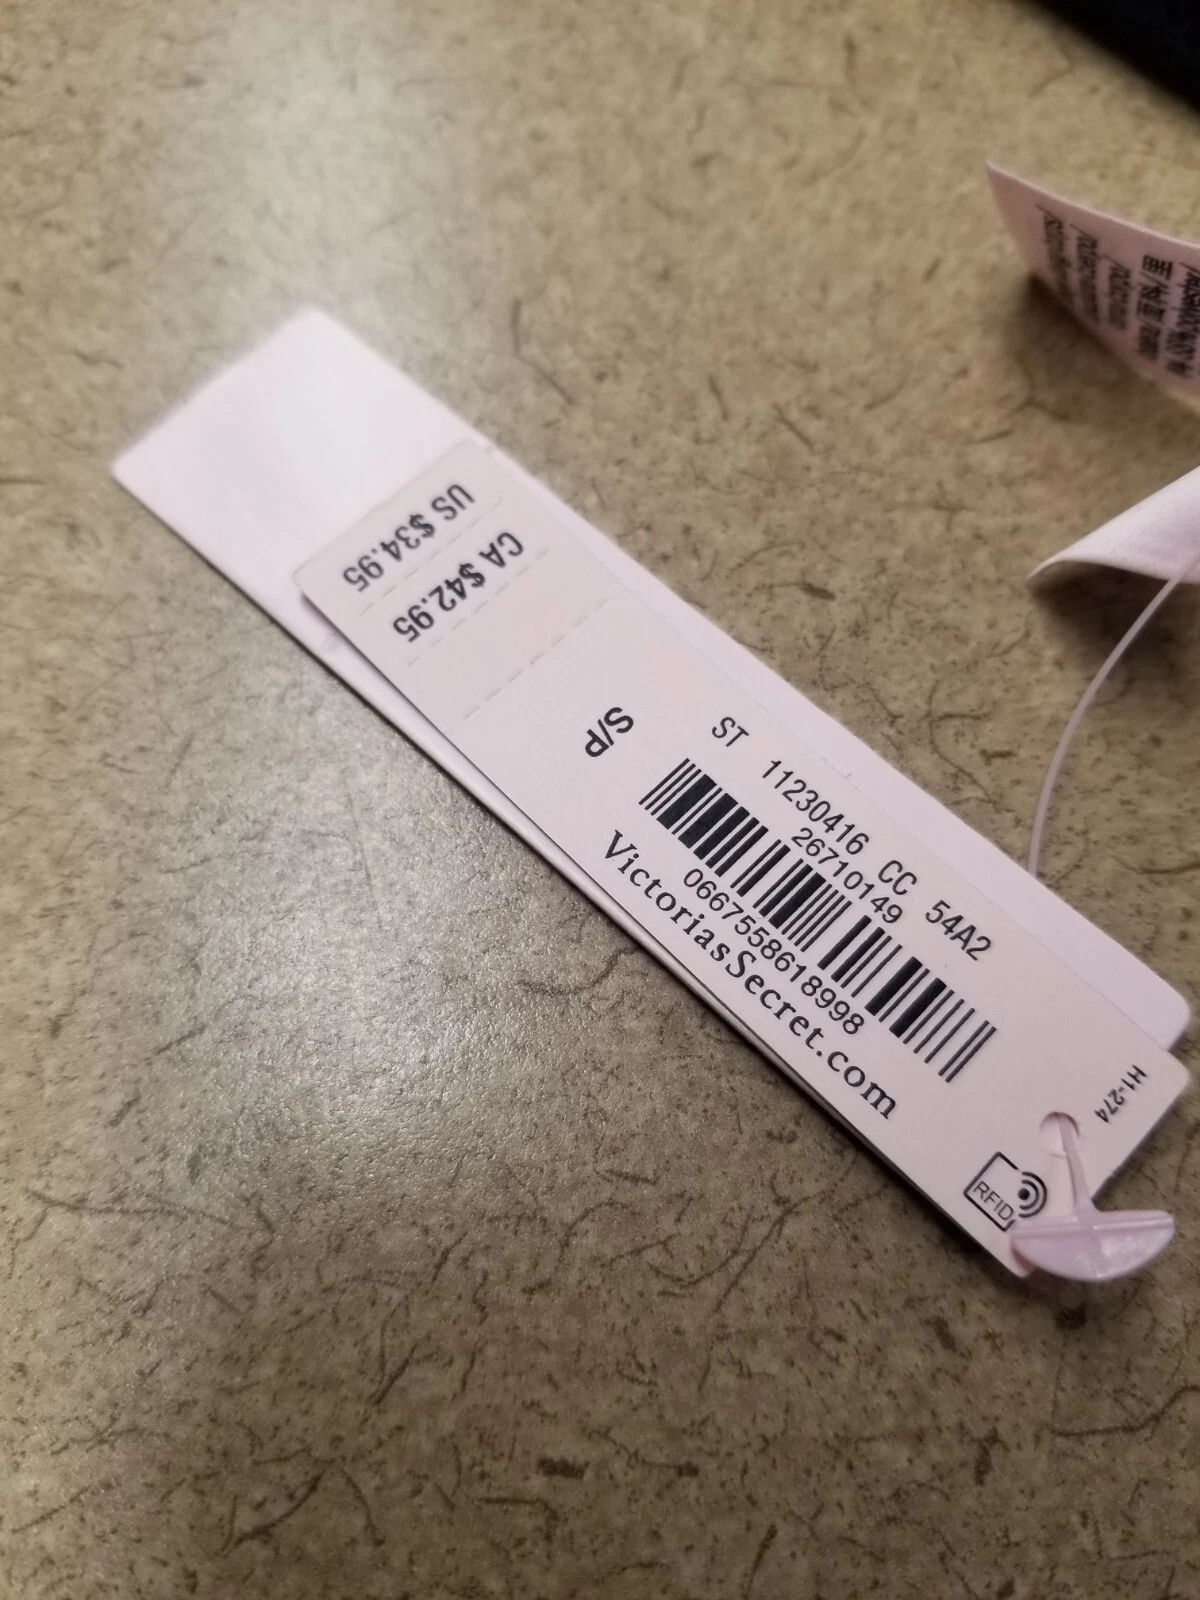 US $34.95
CA $42.95
S/P
ST 11230416 CC 54A2
26710149
0667558618998
VictoriasSecret.com
H1-274
RFID